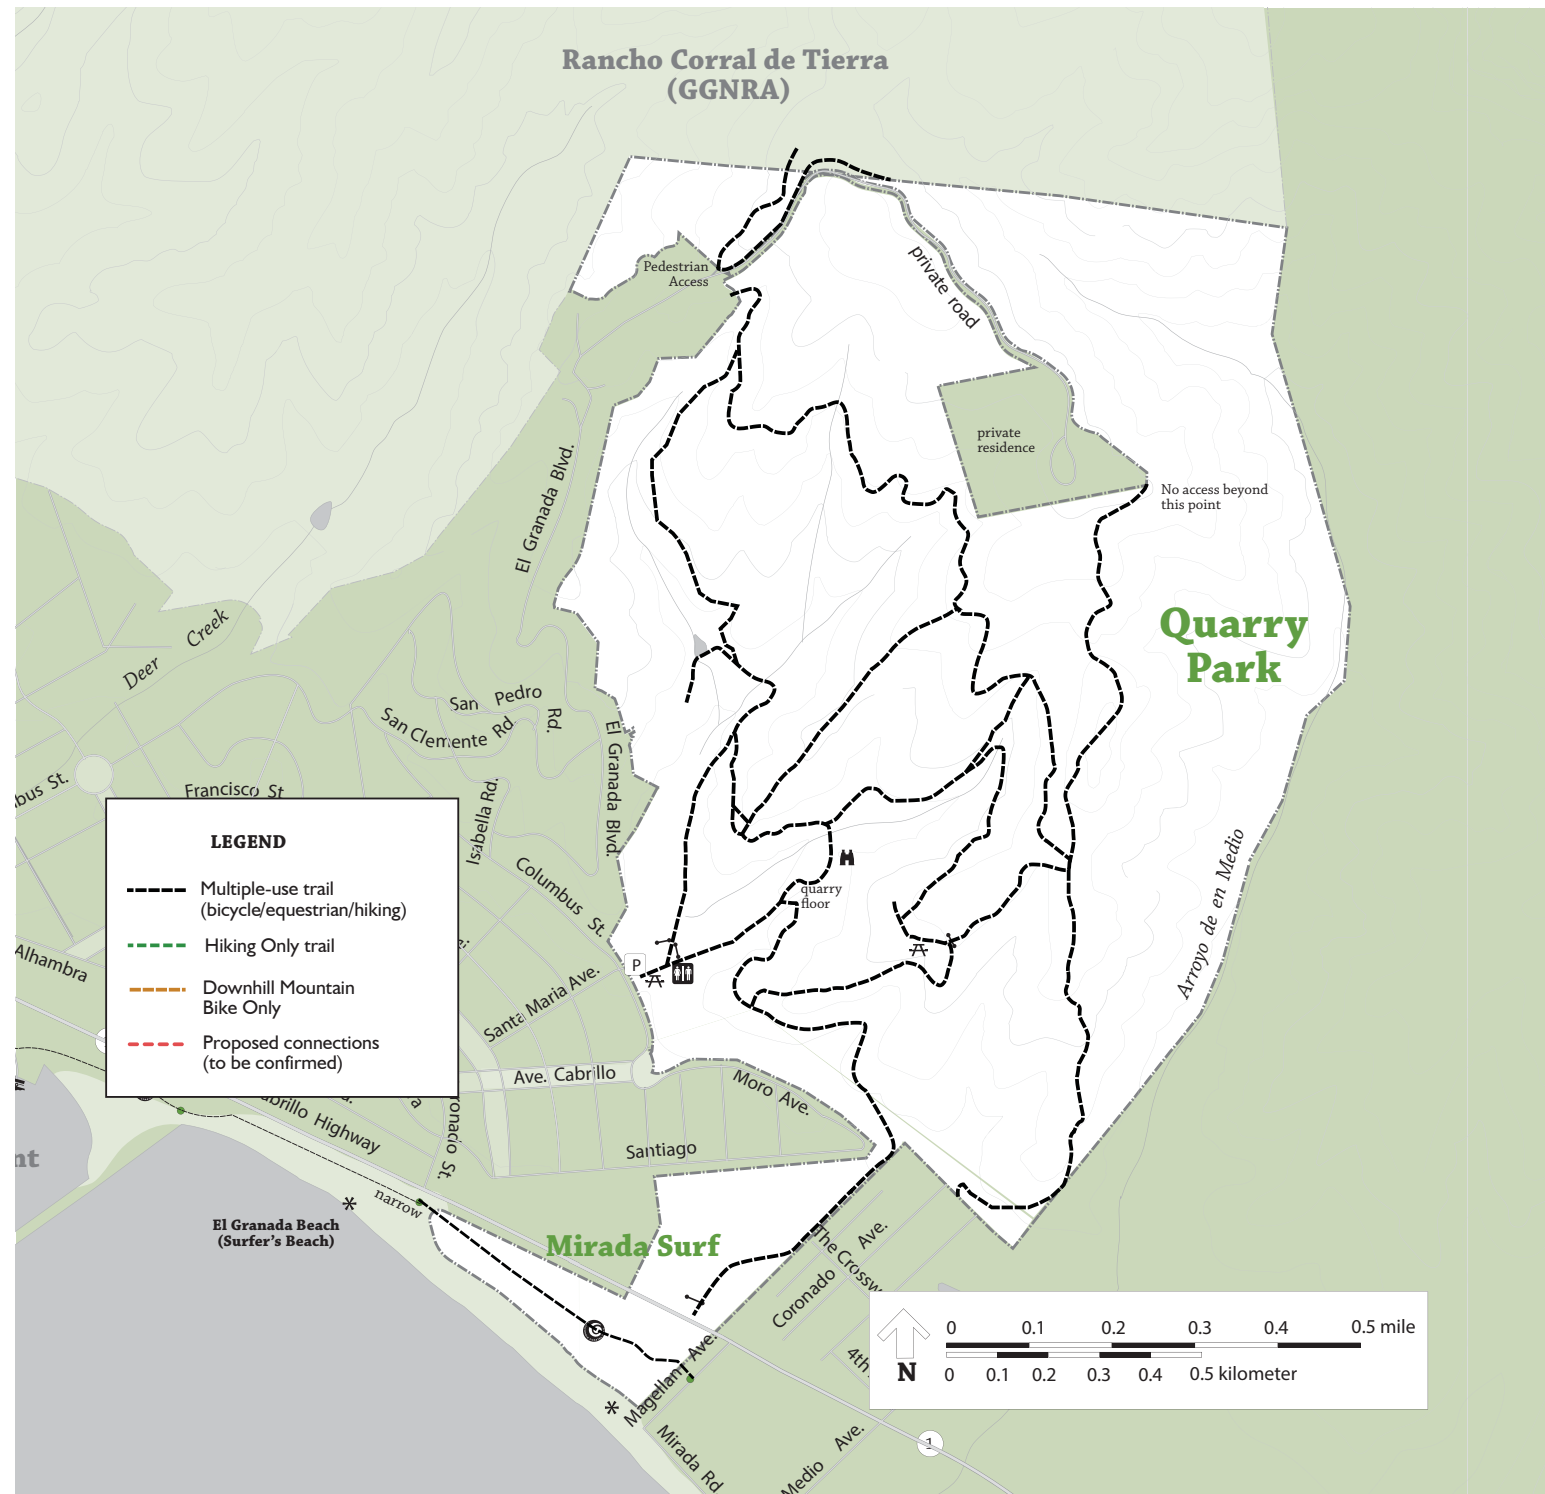 Rancho Corral de Tierra
(GGNRA)
Pedestrian
Access
private road
private
residence
No access beyond
this point
El Granada Blvd.
Quarry
Park
Deer Creek
San Pedro Rd.
San Clemente Rd
El Granada Blvd.
bus St.
Francisco St
Isabella Rd.
Columbus St.
quarry
floor
Arroyo de en Medio
LEGEND
Multiple-use trail
(bicycle/equestrian/hiking)
Hiking Only trail
Downhill Mountain
Bike Only
Proposed connections
(to be confirmed)
Alhambra
P
Santa Maria Ave.
Ave. Cabrillo
Moro Ave.
Santiago
brillo Highway
ronado St.
nt
narrow
El Granada Beach
(Surfer's Beach)
Mirada Surf
The Crossw
Coronado Ave.
Magellan Ave.
4th
Mirada Rd
Medio Ave.
1
N
0 0.1 0.2 0.3 0.4 0.5 mile
0 0.1 0.2 0.3 0.4 0.5 kilometer